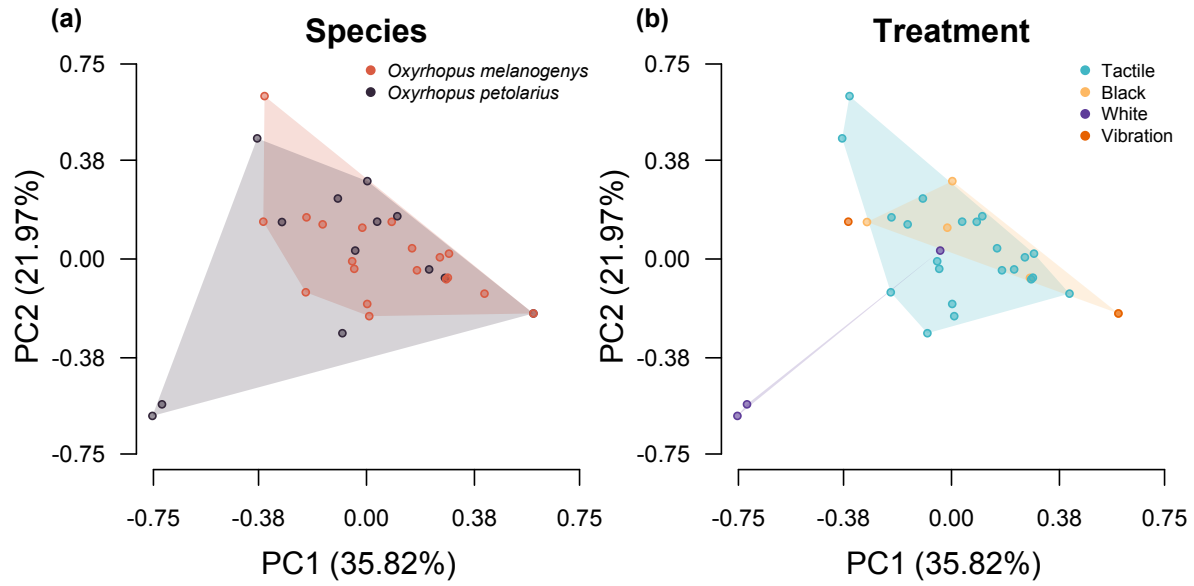 (a)
Species
Oxyrhopus melanogenys
Oxyrhopus petolarius
0.75
0.38
0.00
-0.38
-0.75
PC2 (21.97%)
-0.75
-0.38
0.00
0.38
0.75
PC1 (35.82%)
(b)
Treatment
Tactile
Black
White
Vibration
0.75
0.38
0.00
-0.38
-0.75
PC2 (21.97%)
-0.75
-0.38
0.00
0.38
0.75
PC1 (35.82%)